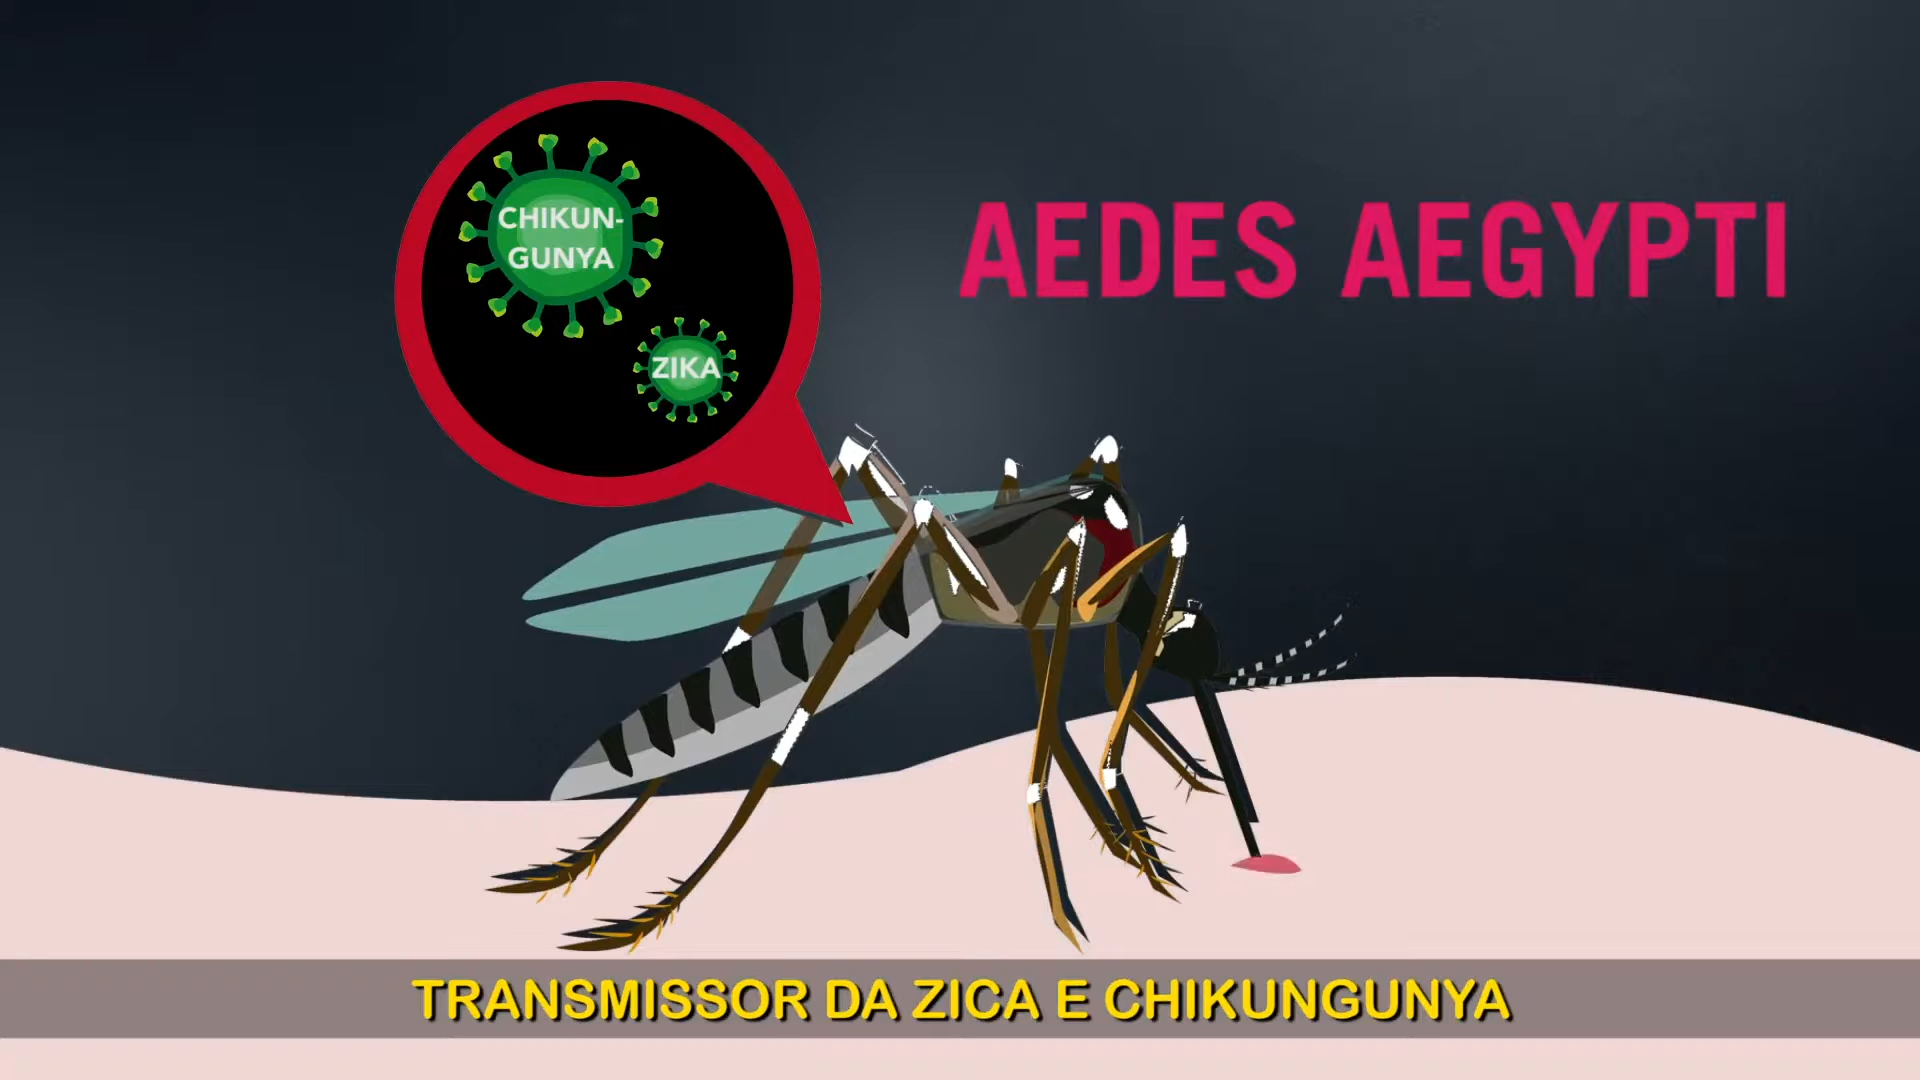 CHIKUN-
GUNYA
ZIKA
AEDES AEGYPTI
TRANSMISSOR DA ZICA E CHIKUNGUNYA